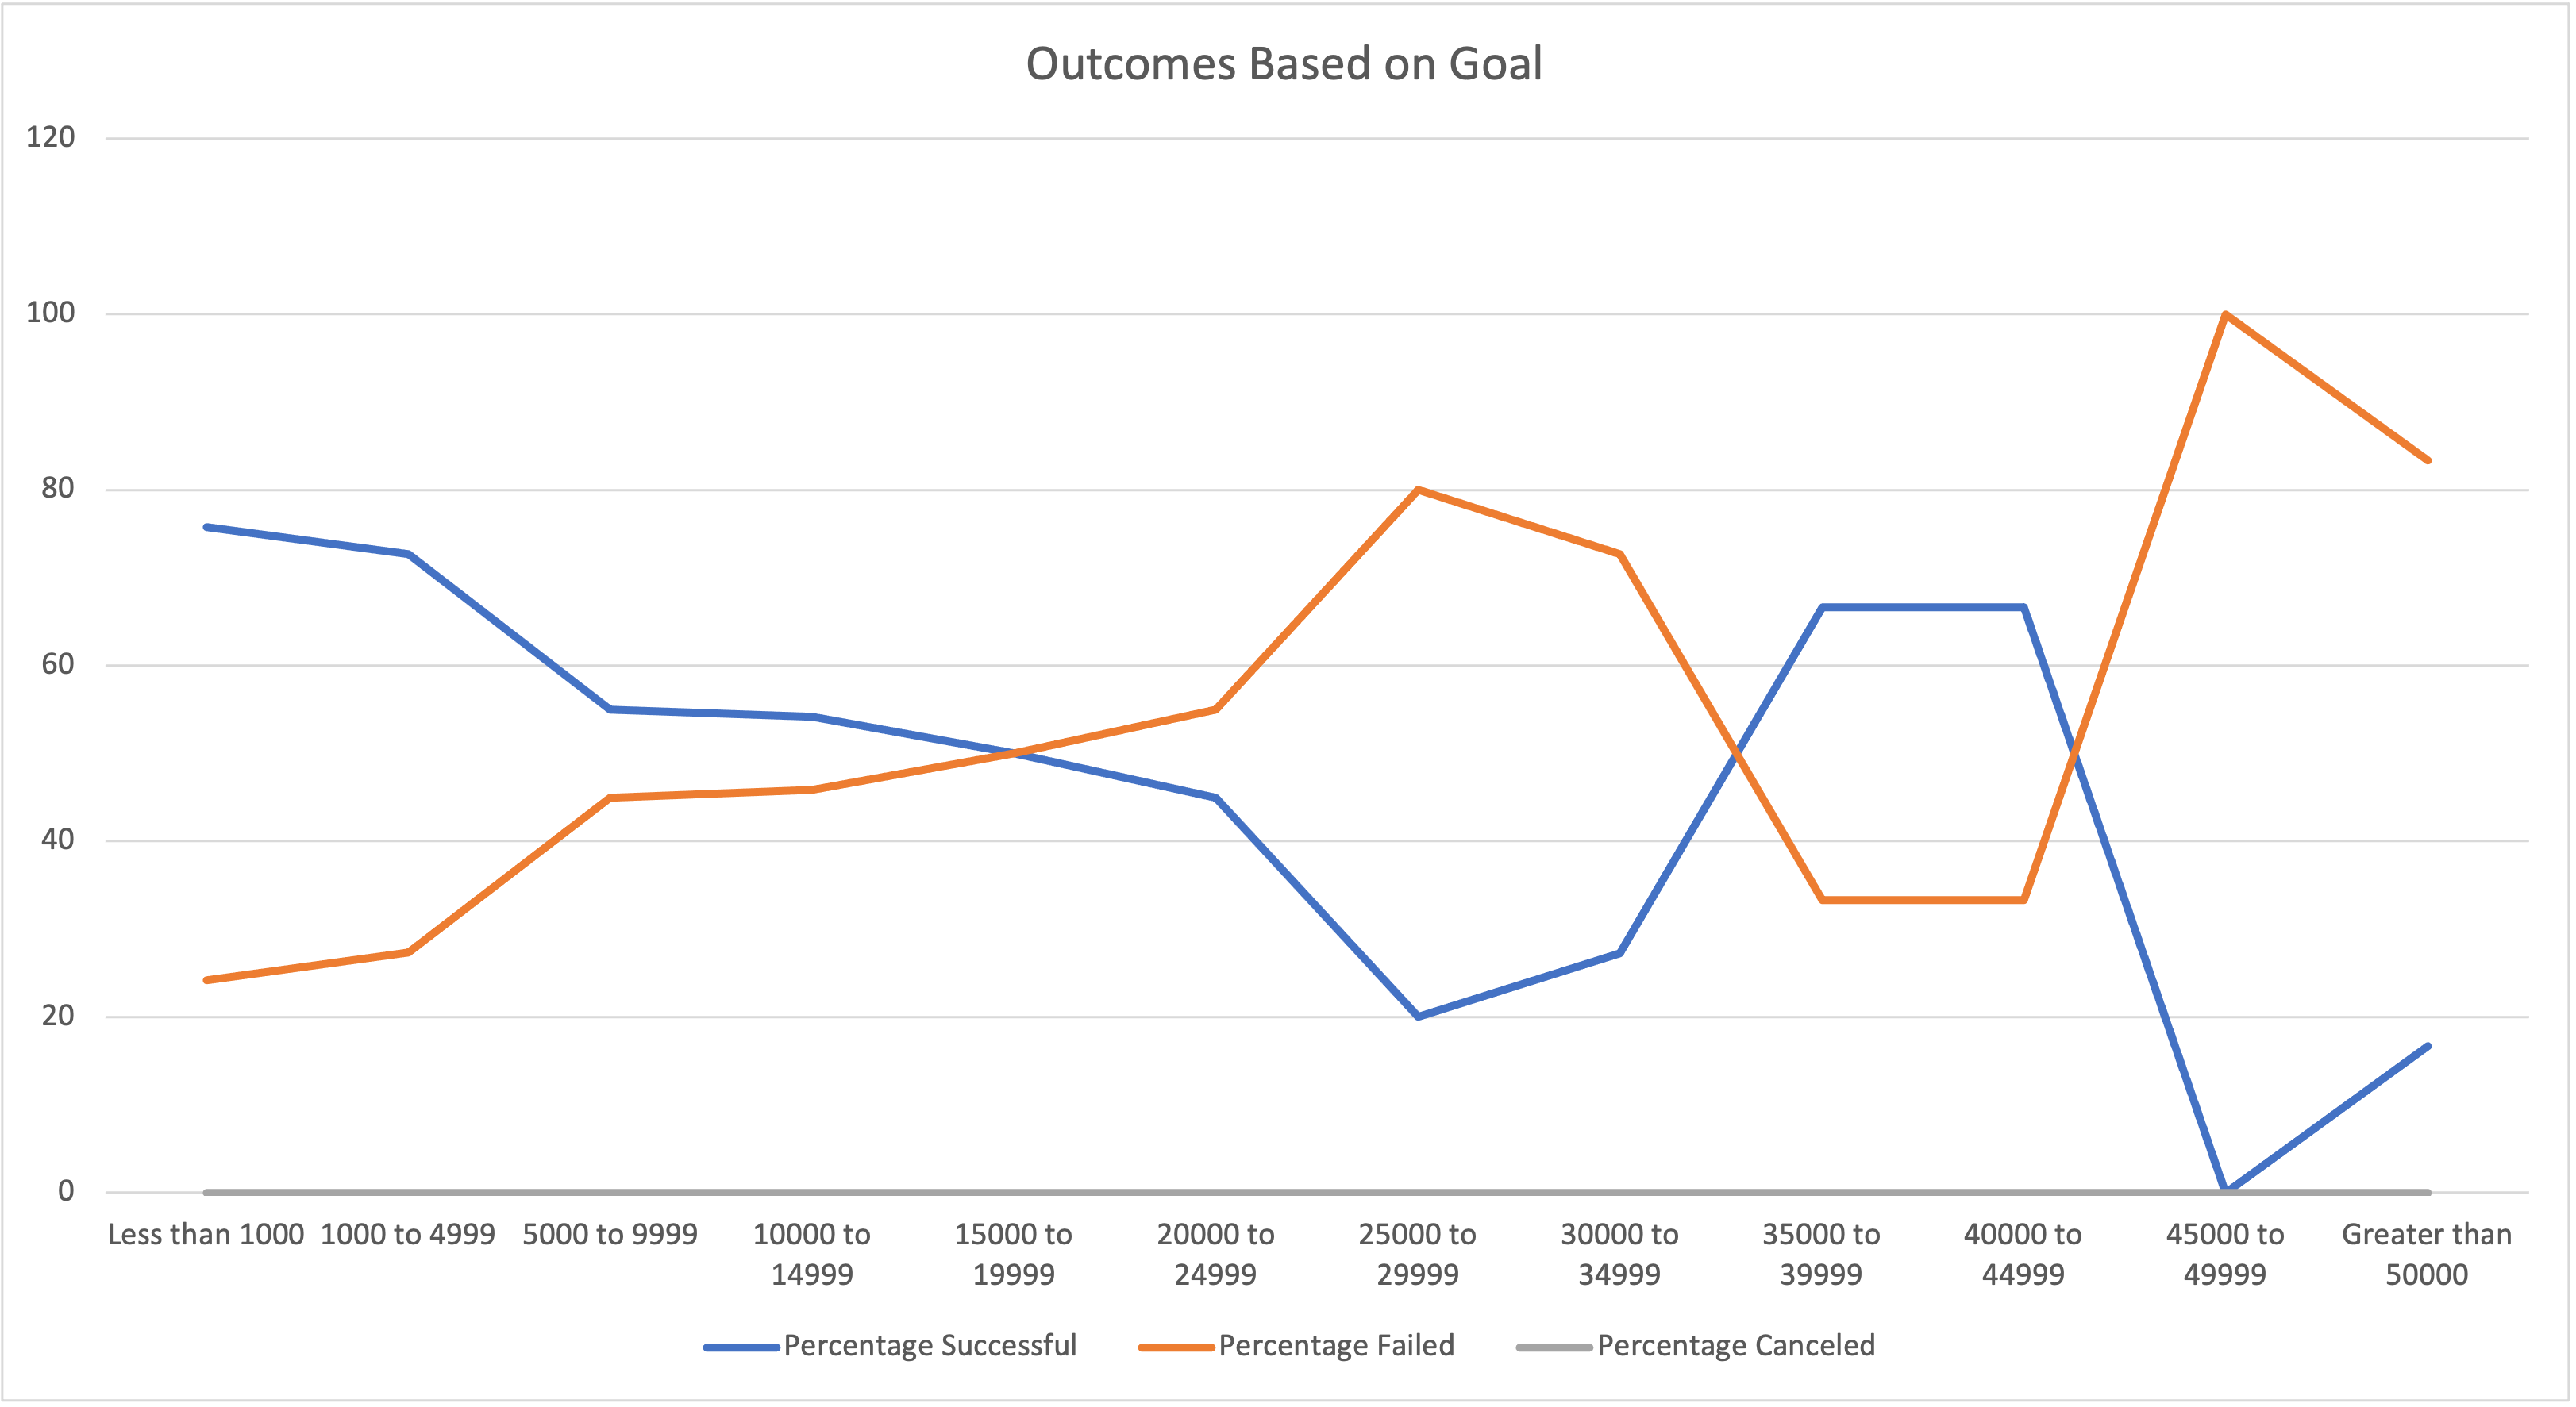 Outcomes Based on Goal
120
100
80
60
40
20
0
Less than 1000 1000 to 4999 5000 to 9999 10000 to 15000 to 20000 to 25000 to 30000 to 35000 to 40000 to 45000 to Greater than
14999 19999 24999 29999 34999 39999 44999 49999 50000
Percentage Successful Percentage Failed Percentage Canceled